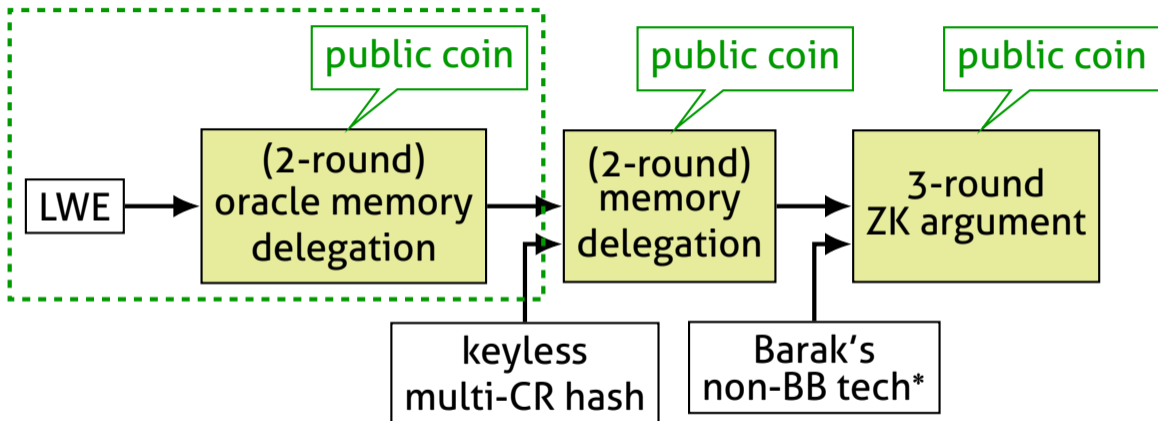 public coin
public coin
public coin
LWE
(2-round)
oracle memory
delegation
(2-round)
memory
delegation
3-round
ZK argument
keyless
multi-CR hash
Barak's
non-BB tech*